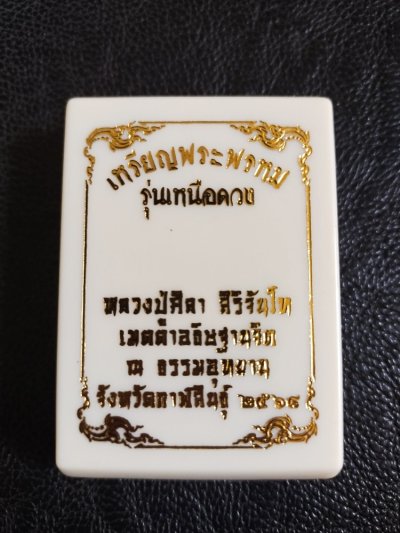 เหรียญพระพรหม
รุ่นเหนือดวง
หลวงปู่ศิลา สิริจันโท
เมตตาอธิษฐานจิต
ณ ธรรมอุทยาน
จังหวัดกาฬสินธุ์ ๒๕๖๙